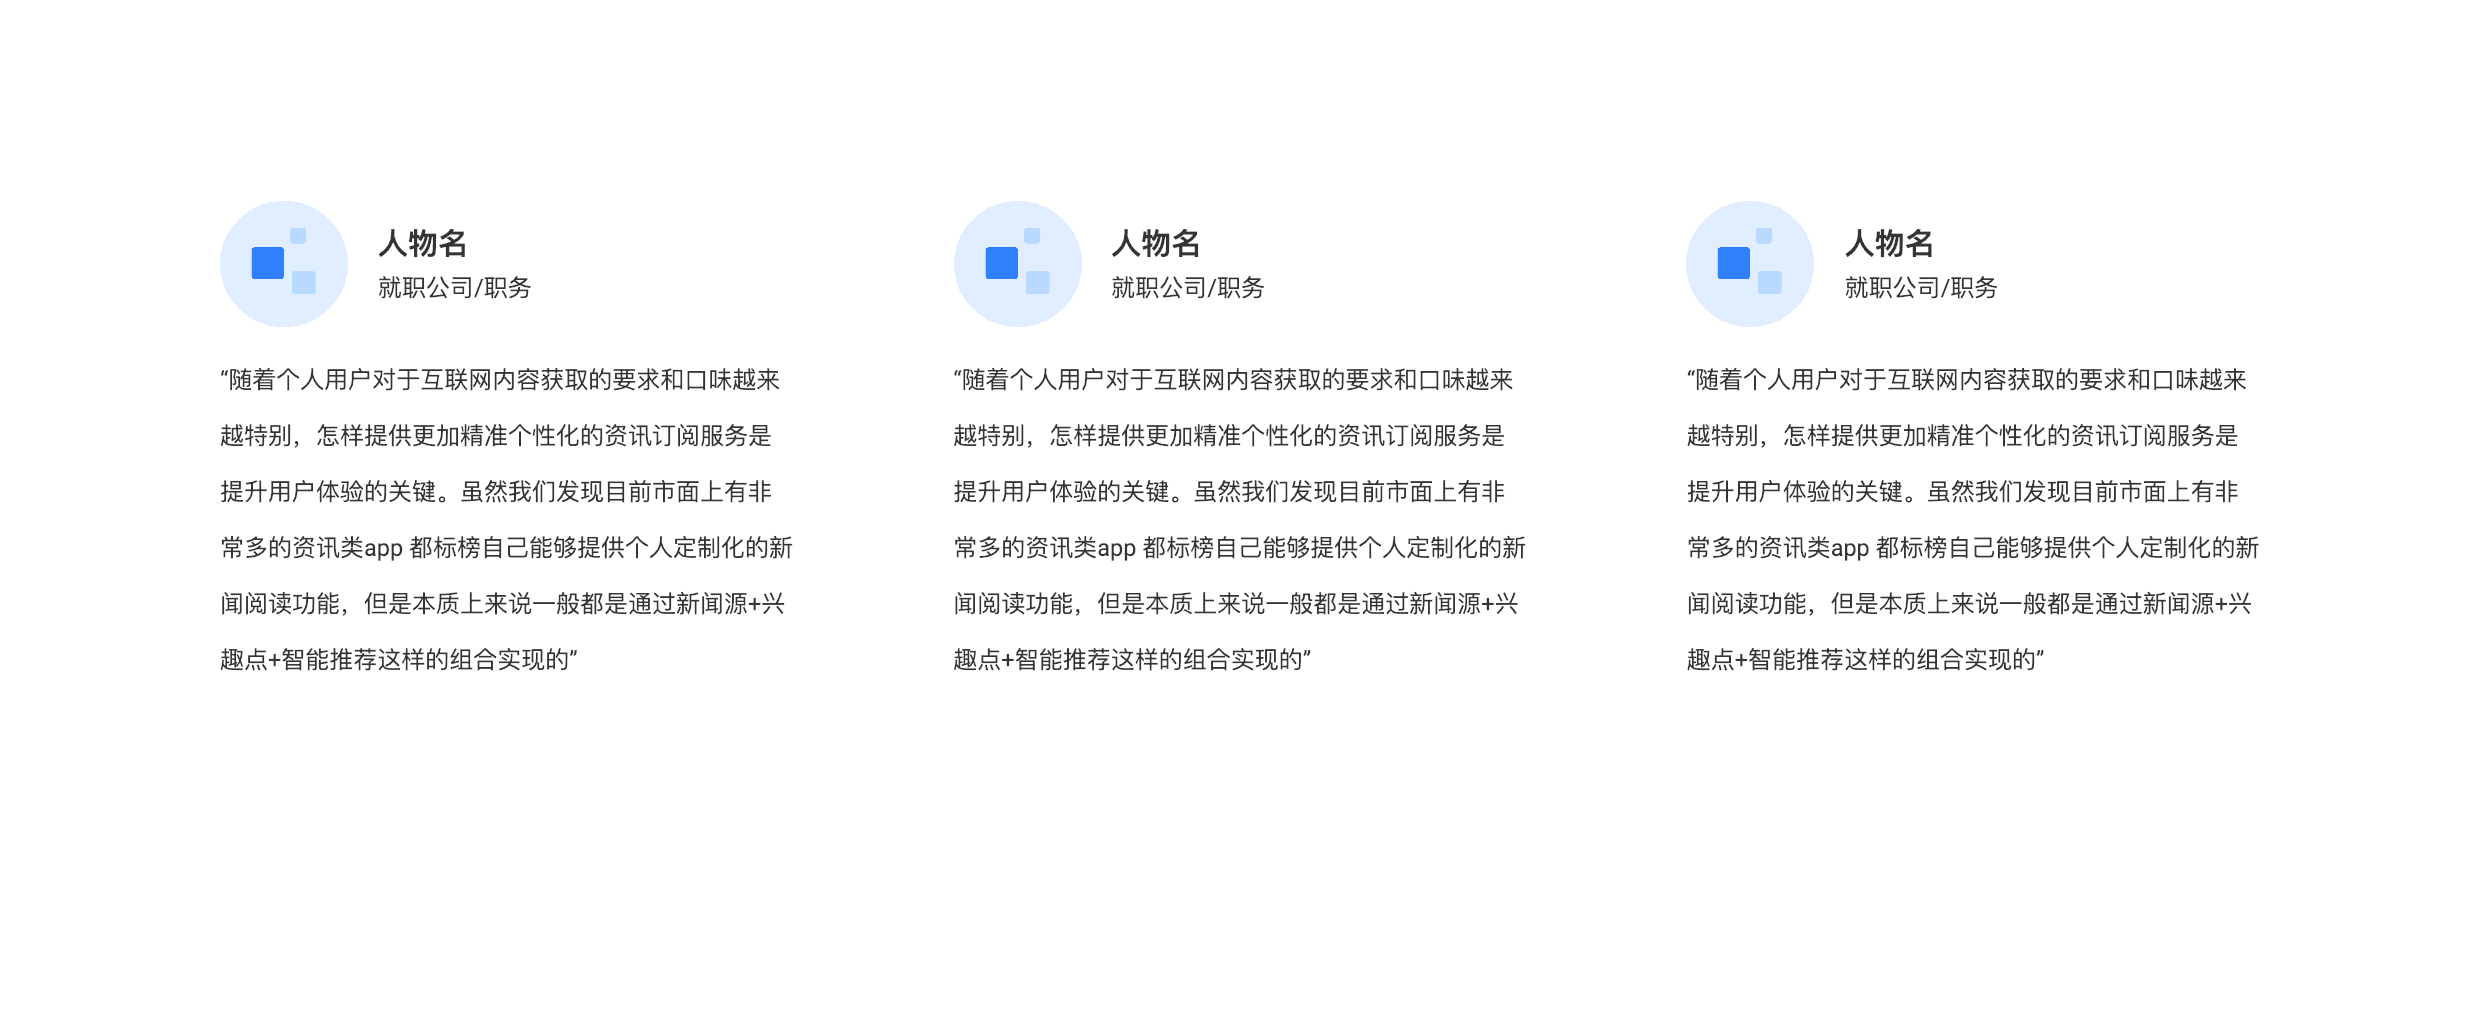 人物名
就职公司/职务
“随着个人用户对于互联网内容获取的要求和口味越来
越特别，怎样提供更加精准个性化的资讯订阅服务是
提升用户体验的关键。虽然我们发现目前市面上有非
常多的资讯类app 都标榜自己能够提供个人定制化的新
闻阅读功能，但是本质上来说一般都是通过新闻源+兴
趣点+智能推荐这样的组合实现的”
人物名
就职公司/职务
“随着个人用户对于互联网内容获取的要求和口味越来
越特别，怎样提供更加精准个性化的资讯订阅服务是
提升用户体验的关键。虽然我们发现目前市面上有非
常多的资讯类app 都标榜自己能够提供个人定制化的新
闻阅读功能，但是本质上来说一般都是通过新闻源+兴
趣点+智能推荐这样的组合实现的”
人物名
就职公司/职务
“随着个人用户对于互联网内容获取的要求和口味越来
越特别，怎样提供更加精准个性化的资讯订阅服务是
提升用户体验的关键。虽然我们发现目前市面上有非
常多的资讯类app 都标榜自己能够提供个人定制化的新
闻阅读功能，但是本质上来说一般都是通过新闻源+兴
趣点+智能推荐这样的组合实现的”